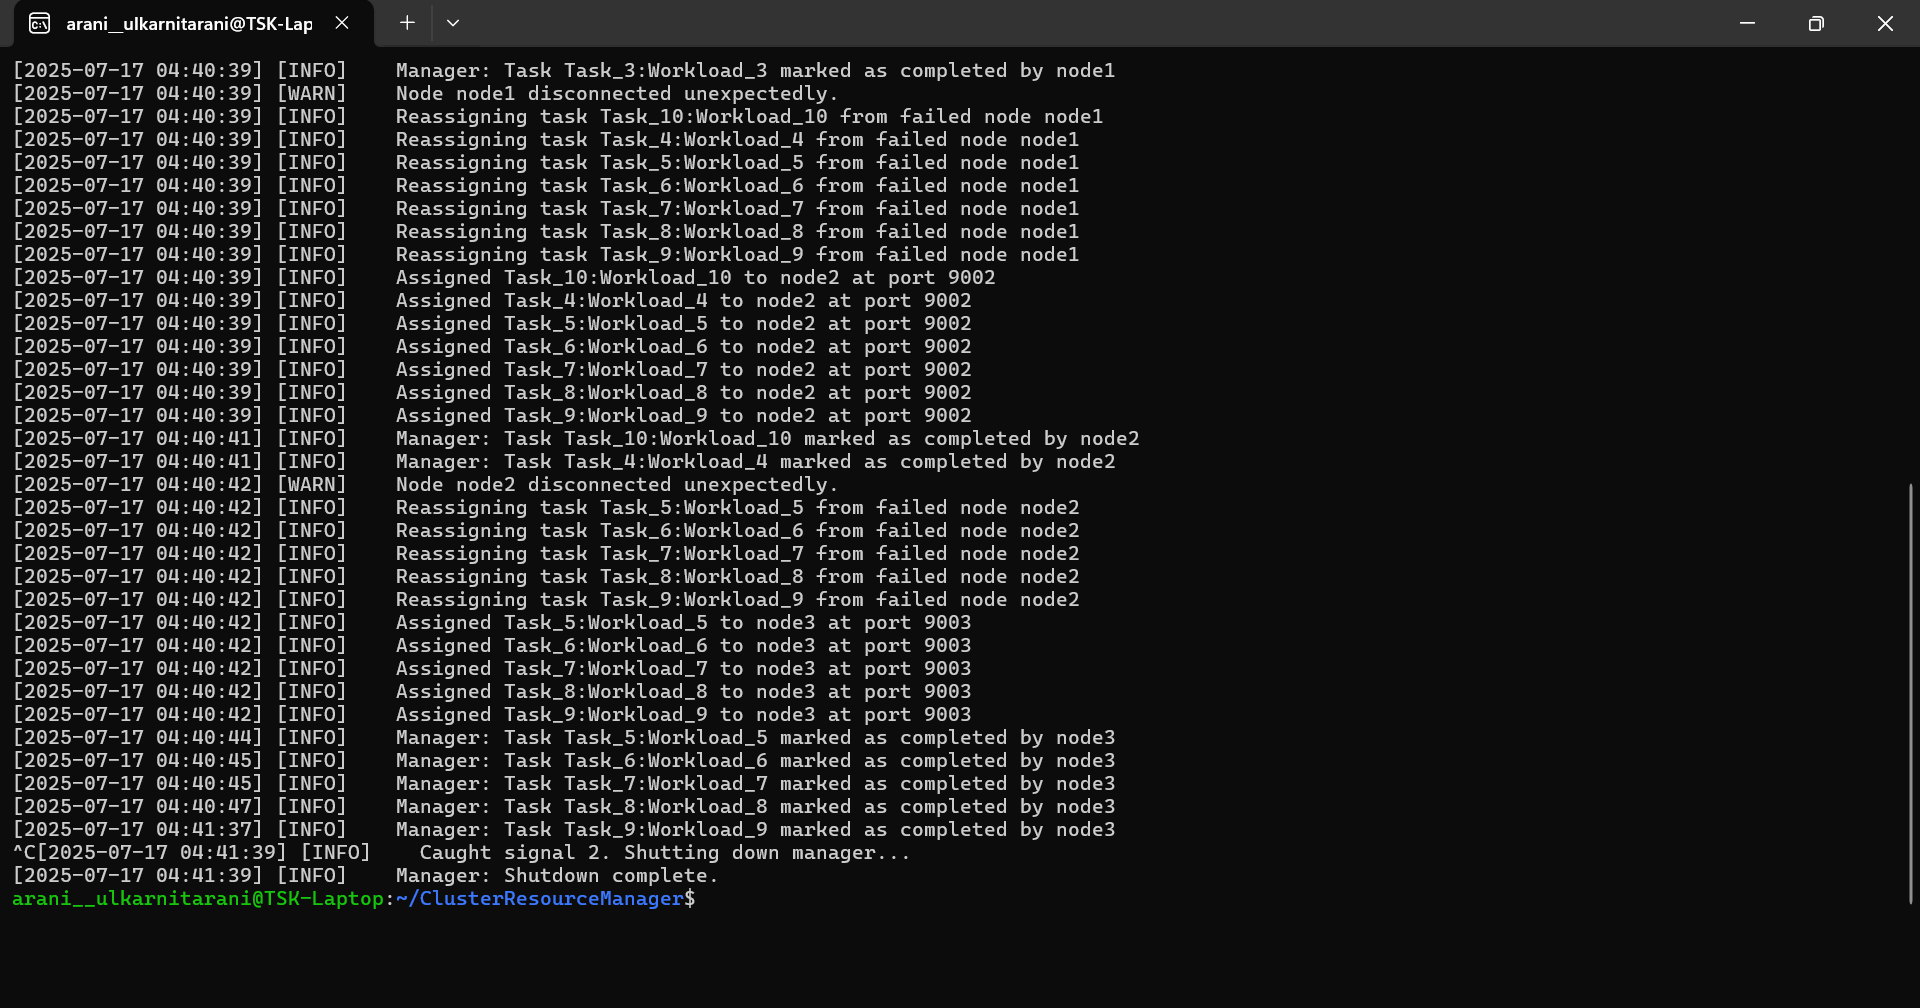 arani__ulkarnitarani@TSK-Lap
[2025-07-17 04:40:39] [INFO]    Manager: Task Task_3:Workload_3 marked as completed by node1
[2025-07-17 04:40:39] [WARN]    Node node1 disconnected unexpectedly.
[2025-07-17 04:40:39] [INFO]    Reassigning task Task_10:Workload_10 from failed node node1
[2025-07-17 04:40:39] [INFO]    Reassigning task Task_4:Workload_4 from failed node node1
[2025-07-17 04:40:39] [INFO]    Reassigning task Task_5:Workload_5 from failed node node1
[2025-07-17 04:40:39] [INFO]    Reassigning task Task_6:Workload_6 from failed node node1
[2025-07-17 04:40:39] [INFO]    Reassigning task Task_7:Workload_7 from failed node node1
[2025-07-17 04:40:39] [INFO]    Reassigning task Task_8:Workload_8 from failed node node1
[2025-07-17 04:40:39] [INFO]    Reassigning task Task_9:Workload_9 from failed node node1
[2025-07-17 04:40:39] [INFO]    Assigned Task_10:Workload_10 to node2 at port 9002
[2025-07-17 04:40:39] [INFO]    Assigned Task_4:Workload_4 to node2 at port 9002
[2025-07-17 04:40:39] [INFO]    Assigned Task_5:Workload_5 to node2 at port 9002
[2025-07-17 04:40:39] [INFO]    Assigned Task_6:Workload_6 to node2 at port 9002
[2025-07-17 04:40:39] [INFO]    Assigned Task_7:Workload_7 to node2 at port 9002
[2025-07-17 04:40:39] [INFO]    Assigned Task_8:Workload_8 to node2 at port 9002
[2025-07-17 04:40:39] [INFO]    Assigned Task_9:Workload_9 to node2 at port 9002
[2025-07-17 04:40:41] [INFO]    Manager: Task Task_10:Workload_10 marked as completed by node2
[2025-07-17 04:40:41] [INFO]    Manager: Task Task_4:Workload_4 marked as completed by node2
[2025-07-17 04:40:42] [WARN]    Node node2 disconnected unexpectedly.
[2025-07-17 04:40:42] [INFO]    Reassigning task Task_5:Workload_5 from failed node node2
[2025-07-17 04:40:42] [INFO]    Reassigning task Task_6:Workload_6 from failed node node2
[2025-07-17 04:40:42] [INFO]    Reassigning task Task_7:Workload_7 from failed node node2
[2025-07-17 04:40:42] [INFO]    Reassigning task Task_8:Workload_8 from failed node node2
[2025-07-17 04:40:42] [INFO]    Reassigning task Task_9:Workload_9 from failed node node2
[2025-07-17 04:40:42] [INFO]    Assigned Task_5:Workload_5 to node3 at port 9003
[2025-07-17 04:40:42] [INFO]    Assigned Task_6:Workload_6 to node3 at port 9003
[2025-07-17 04:40:42] [INFO]    Assigned Task_7:Workload_7 to node3 at port 9003
[2025-07-17 04:40:42] [INFO]    Assigned Task_8:Workload_8 to node3 at port 9003
[2025-07-17 04:40:42] [INFO]    Assigned Task_9:Workload_9 to node3 at port 9003
[2025-07-17 04:40:44] [INFO]    Manager: Task Task_5:Workload_5 marked as completed by node3
[2025-07-17 04:40:45] [INFO]    Manager: Task Task_6:Workload_6 marked as completed by node3
[2025-07-17 04:40:45] [INFO]    Manager: Task Task_7:Workload_7 marked as completed by node3
[2025-07-17 04:40:47] [INFO]    Manager: Task Task_8:Workload_8 marked as completed by node3
[2025-07-17 04:41:37] [INFO]    Manager: Task Task_9:Workload_9 marked as completed by node3
^C[2025-07-17 04:41:39] [INFO]    Caught signal 2. Shutting down manager...
[2025-07-17 04:41:39] [INFO]    Manager: Shutdown complete.
arani__ulkarnitarani@TSK-Laptop:~/ClusterResourceManager$